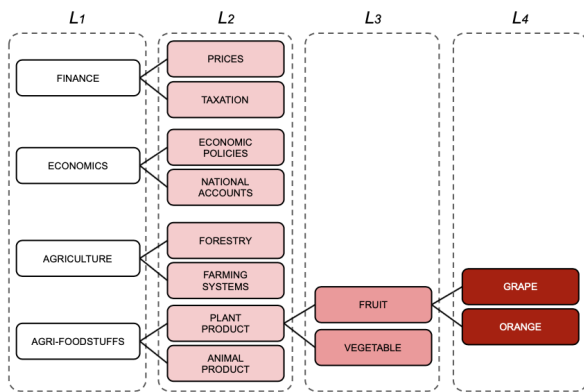 L1
L2
L3
L4
FINANCE
PRICES
TAXATION
ECONOMICS
ECONOMIC
POLICIES
NATIONAL
ACCOUNTS
AGRICULTURE
FORESTRY
FARMING
SYSTEMS
AGRI-FOODSTUFFS
PLANT
PRODUCT
ANIMAL
PRODUCT
FRUIT
VEGETABLE
GRAPE
ORANGE